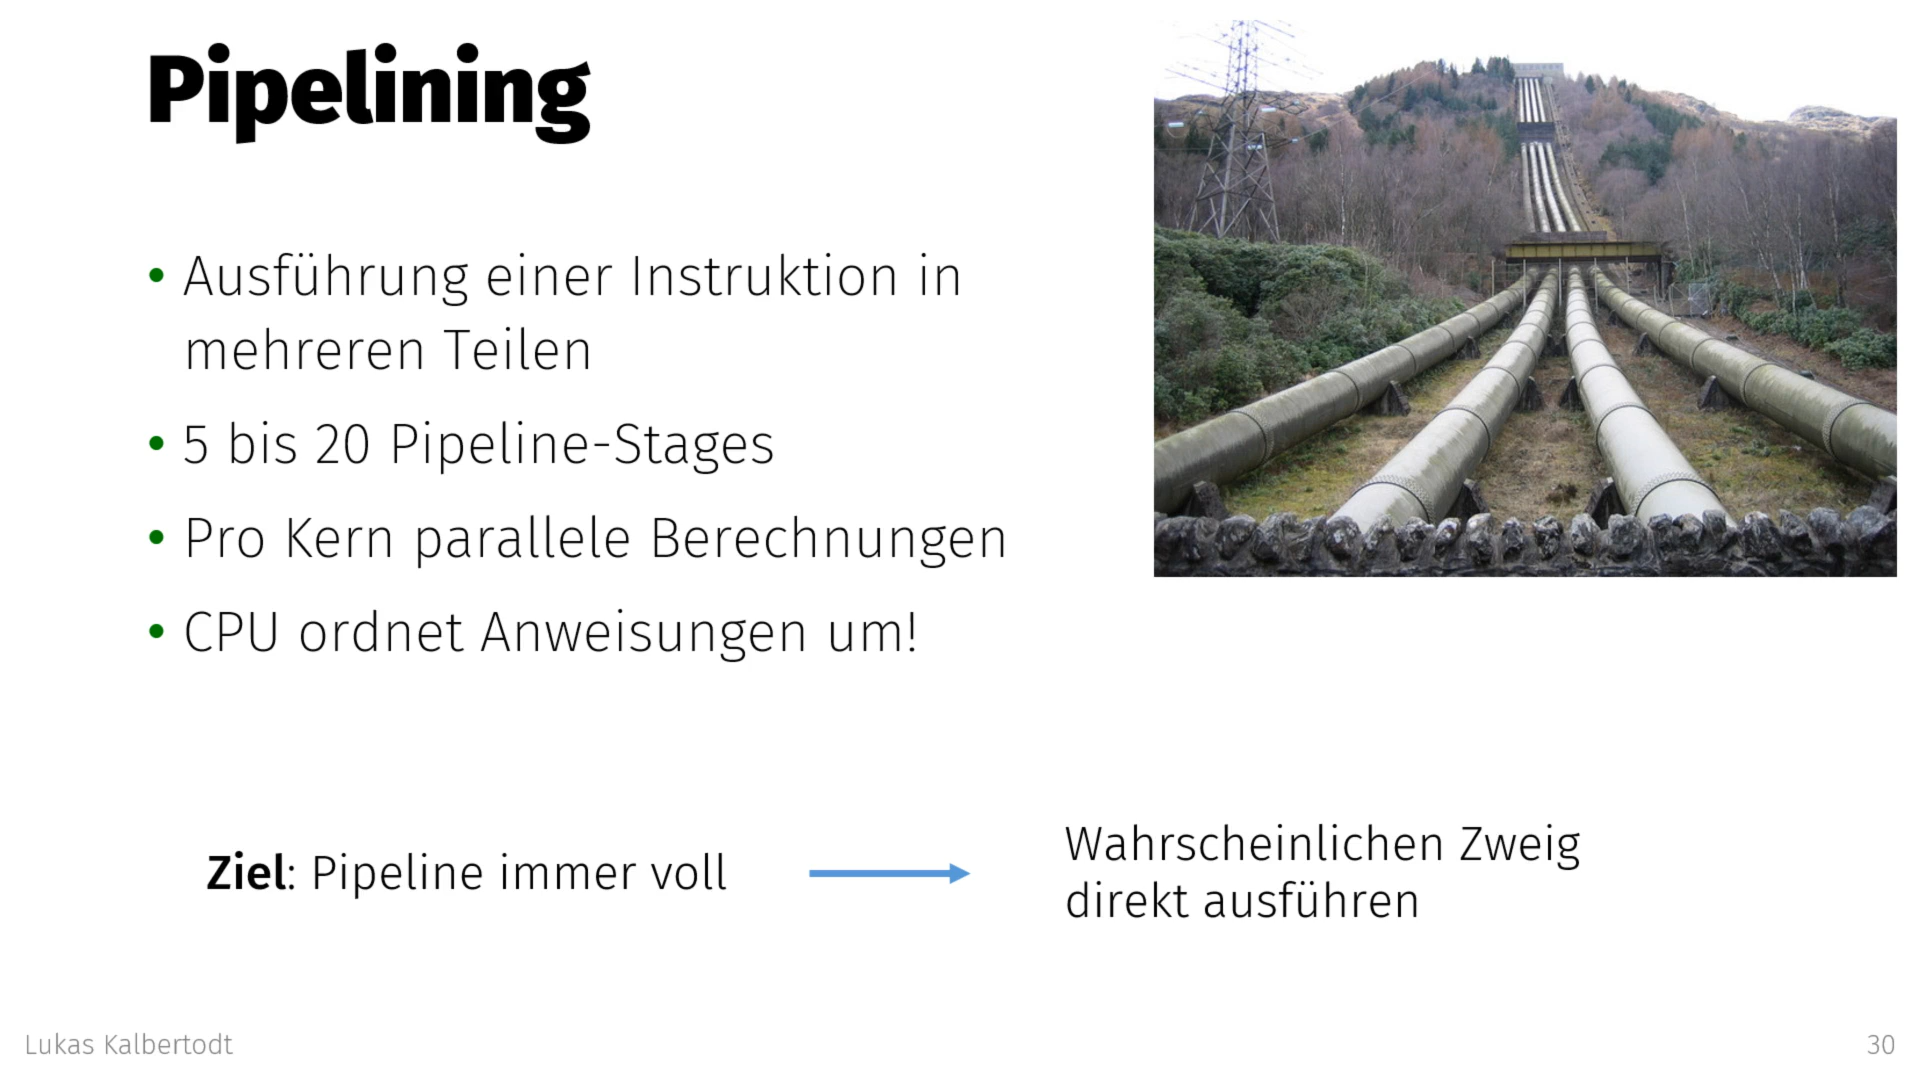 Pipelining
• Ausführung einer Instruktion in
mehreren Teilen
• 5 bis 20 Pipeline-Stages
• Pro Kern parallele Berechnungen
• CPU ordnet Anweisungen um!
Ziel: Pipeline immer voll
Wahrscheinlichen Zweig
direkt ausführen
Lukas Kalbertodt
30